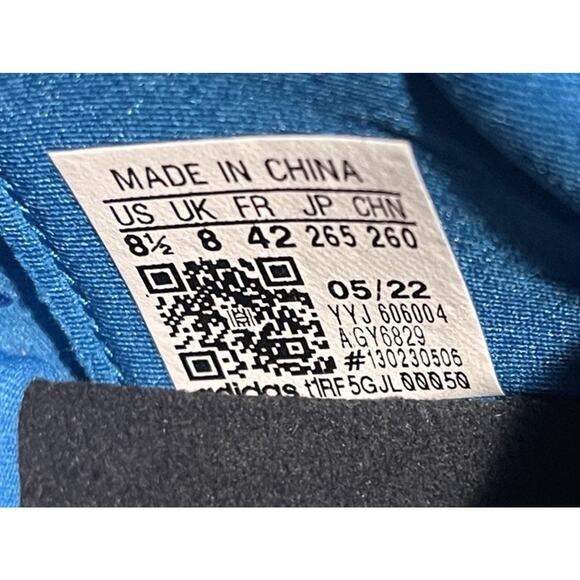 MADE IN CHINA
US UK FR JP CHN
8½ 8 42 265 260
05/22
YYJ 606004
AGY6829
#130230506
adidas t1RF5GJL00050